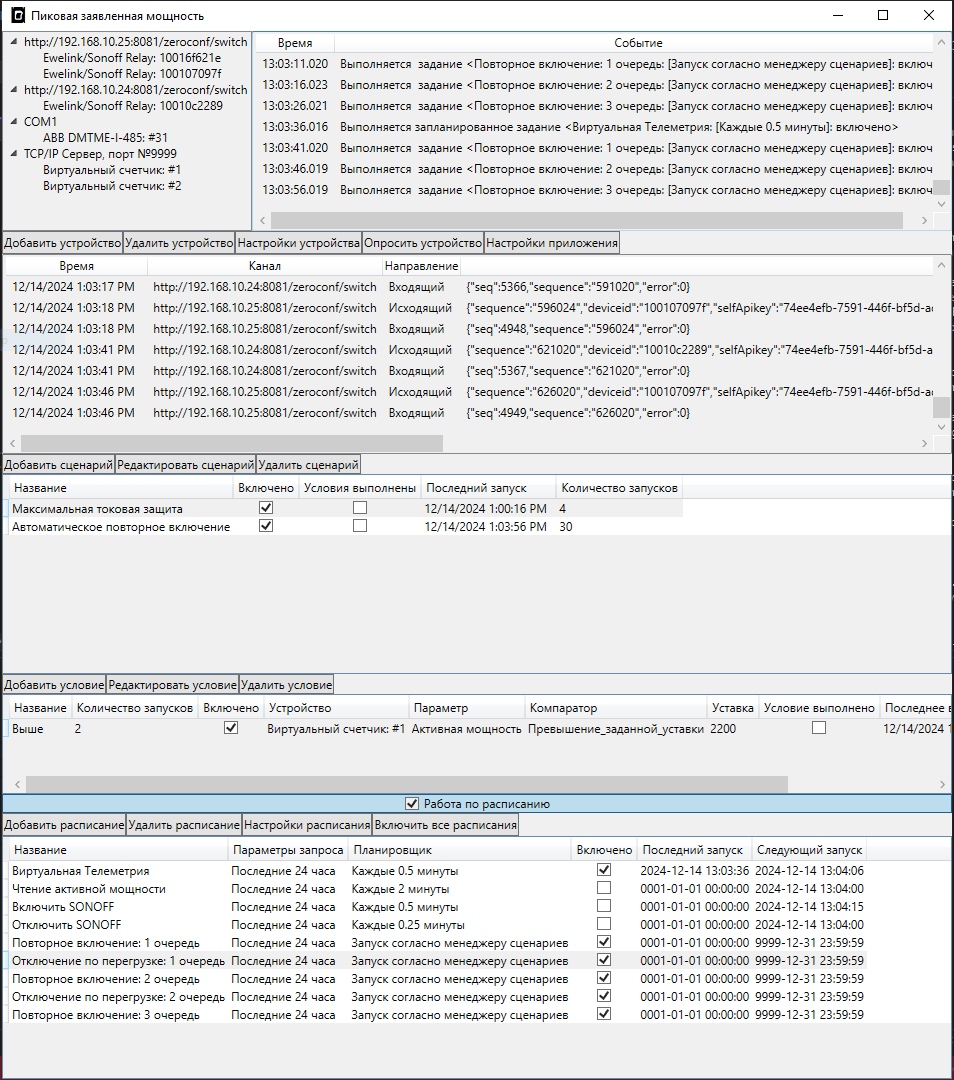 Пиковая заявленная мощность
http://192.168.10.25:8081/zeroconf/switch
Ewelink/Sonoff Relay: 10016f621e
Ewelink/Sonoff Relay: 100107097f
http://192.168.10.24:8081/zeroconf/switch
Ewelink/Sonoff Relay: 10010c2289
COM1
ABB DMTME-I-485: #31
TCP/IP Сервер, порт №9999
Виртуальный счетчик: #1
Виртуальный счетчик: #2
Время Событие
13:03:11.020 Выполняется задание <Повторное включение: 1 очередь: [Запуск согласно менеджеру сценариев]: включ
13:03:16.023 Выполняется задание <Повторное включение: 2 очередь: [Запуск согласно менеджеру сценариев]: включ
13:03:26.021 Выполняется задание <Повторное включение: 3 очередь: [Запуск согласно менеджеру сценариев]: включ
13:03:36.016 Выполняется запланированное задание <Виртуальная Телеметрия: [Каждые 0.5 минуты]: включено>
13:03:41.020 Выполняется задание <Повторное включение: 1 очередь: [Запуск согласно менеджеру сценариев]: включ
13:03:46.019 Выполняется задание <Повторное включение: 2 очередь: [Запуск согласно менеджеру сценариев]: включ
13:03:56.019 Выполняется задание <Повторное включение: 3 очередь: [Запуск согласно менеджеру сценариев]: включ
Добавить устройство Удалить устройство Настройки устройства Опросить устройство Настройки приложения
Время Канал Направление
12/14/2024 1:03:17 PM http://192.168.10.24:8081/zeroconf/switch Входящий {"seq":5366,"sequence":"591020","error":0}
12/14/2024 1:03:18 PM http://192.168.10.25:8081/zeroconf/switch Исходящий {"sequence":"596024","deviceid":"100107097f","selfApikey":"74ee4efb-7591-446f-bf5d-ac
12/14/2024 1:03:18 PM http://192.168.10.25:8081/zeroconf/switch Входящий {"seq":4948,"sequence":"596024","error":0}
12/14/2024 1:03:41 PM http://192.168.10.24:8081/zeroconf/switch Исходящий {"sequence":"621020","deviceid":"10010c2289","selfApikey":"74ee4efb-7591-446f-bf5d-a
12/14/2024 1:03:41 PM http://192.168.10.24:8081/zeroconf/switch Входящий {"seq":5367,"sequence":"621020","error":0}
12/14/2024 1:03:46 PM http://192.168.10.25:8081/zeroconf/switch Исходящий {"sequence":"626020","deviceid":"100107097f","selfApikey":"74ee4efb-7591-446f-bf5d-ac
12/14/2024 1:03:46 PM http://192.168.10.25:8081/zeroconf/switch Входящий {"seq":4949,"sequence":"626020","error":0}
Добавить сценарий Редактировать сценарий Удалить сценарий
Название Включено Условия выполнены Последний запуск Количество запусков
Максимальная токовая защита 12/14/2024 1:00:16 PM 4
Автоматическое повторное включение 12/14/2024 1:03:56 PM 30
Добавить условие Редактировать условие Удалить условие
Название Количество запусков Включено Устройство Параметр Компаратор Уставка Условие выполнено Последнее в
Выше 2 Виртуальный счетчик: #1 Активная мощность Превышение_заданной_уставки 2200 12/14/2024 1
Работа по расписанию
Добавить расписание Удалить расписание Настройки расписания Включить все расписания
Название Параметры запроса Планировщик Включено Последний запуск Следующий запуск
Виртуальная Телеметрия Последние 24 часа Каждые 0.5 минуты 2024-12-14 13:03:36 2024-12-14 13:04:06
Чтение активной мощности Последние 24 часа Каждые 2 минуты 0001-01-01 00:00:00 2024-12-14 13:04:00
Включить SONOFF Последние 24 часа Каждые 0.5 минуты 0001-01-01 00:00:00 2024-12-14 13:04:15
Отключить SONOFF Последние 24 часа Каждые 0.25 минуты 0001-01-01 00:00:00 2024-12-14 13:04:00
Повторное включение: 1 очередь Последние 24 часа Запуск согласно менеджеру сценариев 0001-01-01 00:00:00 9999-12-31 23:59:59
Отключение по перегрузке: 1 очередь Последние 24 часа Запуск согласно менеджеру сценариев 0001-01-01 00:00:00 9999-12-31 23:59:59
Повторное включение: 2 очередь Последние 24 часа Запуск согласно менеджеру сценариев 0001-01-01 00:00:00 9999-12-31 23:59:59
Отключение по перегрузке: 2 очередь Последние 24 часа Запуск согласно менеджеру сценариев 0001-01-01 00:00:00 9999-12-31 23:59:59
Повторное включение: 3 очередь Последние 24 часа Запуск согласно менеджеру сценариев 0001-01-01 00:00:00 9999-12-31 23:59:59